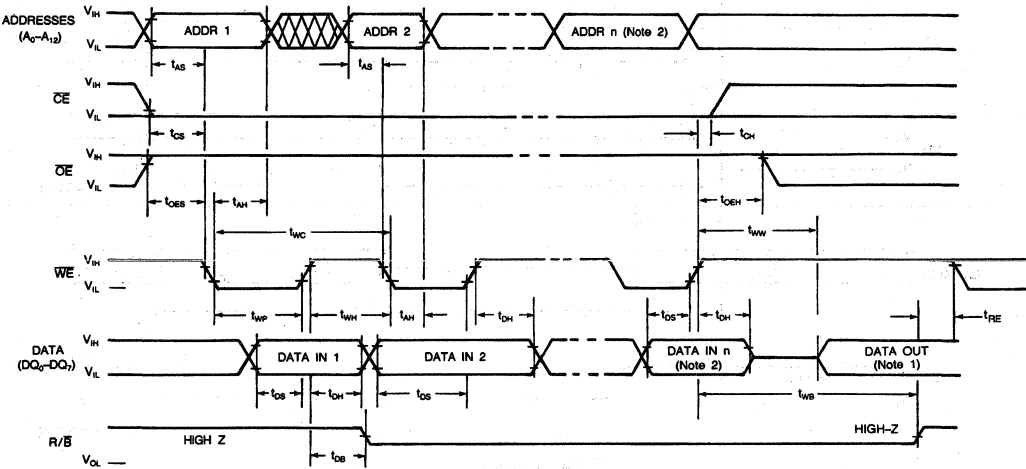 ADDRESSES
(A0–A12)
VIH
VIL
ADDR 1
ADDR 2
ADDR n (Note 2)
tAS
tAS
CE
VIH
VIL
tCS
tCH
OE
VIH
VIL
tOES
tAH
tOEH
tWC
tWW
WE
VIH
VIL
tWP
tWH
tAH
tDH
tDS
tDH
tRE
DATA
(DQ0–DQ7)
VIH
VIL
DATA IN 1
DATA IN 2
DATA IN n
(Note 2)
DATA OUT
(Note 1)
tDS
tDH
tDS
tWB
R/B
HIGH Z
HIGH–Z
VOL
tDB